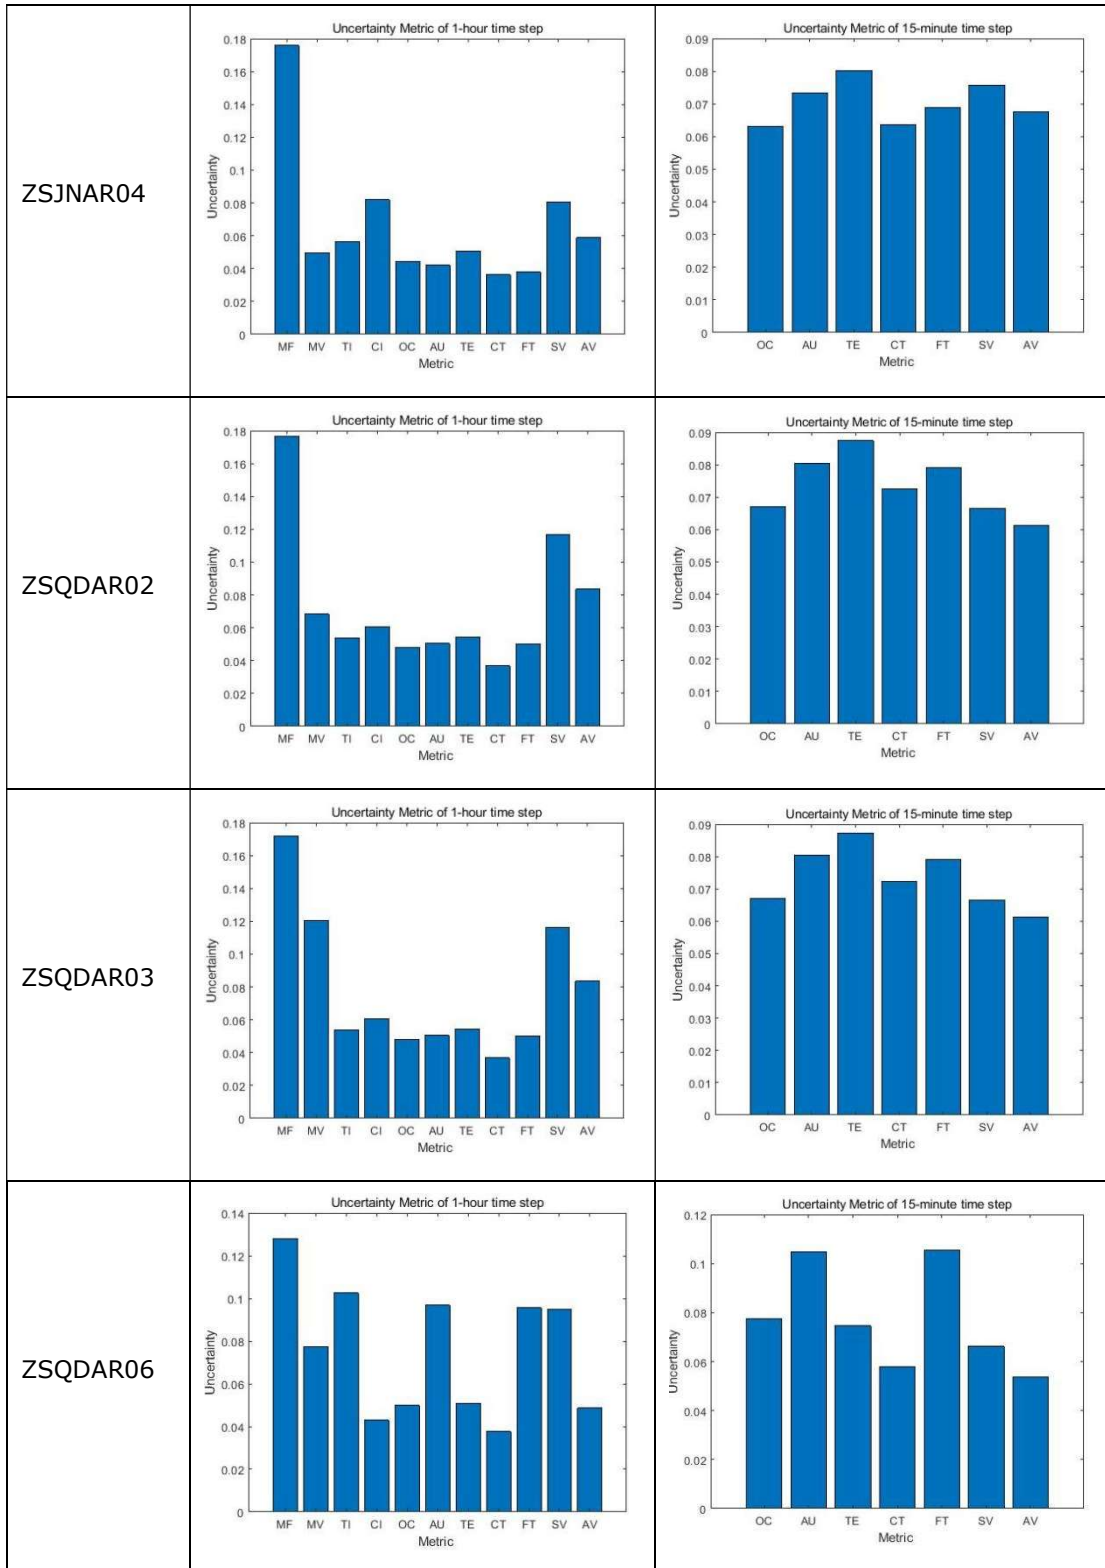 ZSJNAR04
Uncertainty Metric of 1-hour time step
0.18
0.16
0.14
0.12
0.1
0.08
0.06
0.04
0.02
0
Uncertainty
MF MV TI CI OC AU TE CT FT SV AV
Metric
Uncertainty Metric of 15-minute time step
0.09
0.08
0.07
0.06
0.05
0.04
0.03
0.02
0.01
0
Uncertainty
OC AU TE CT FT SV AV
Metric
ZSQDAR02
Uncertainty Metric of 1-hour time step
0.18
0.16
0.14
0.12
0.1
0.08
0.06
0.04
0.02
0
Uncertainty
MF MV TI CI OC AU TE CT FT SV AV
Metric
Uncertainty Metric of 15-minute time step
0.09
0.08
0.07
0.06
0.05
0.04
0.03
0.02
0.01
0
Uncertainty
OC AU TE CT FT SV AV
Metric
ZSQDAR03
Uncertainty Metric of 1-hour time step
0.18
0.16
0.14
0.12
0.1
0.08
0.06
0.04
0.02
0
Uncertainty
MF MV TI CI OC AU TE CT FT SV AV
Metric
Uncertainty Metric of 15-minute time step
0.09
0.08
0.07
0.06
0.05
0.04
0.03
0.02
0.01
0
Uncertainty
OC AU TE CT FT SV AV
Metric
ZSQDAR06
Uncertainty Metric of 1-hour time step
0.14
0.12
0.1
0.08
0.06
0.04
0.02
0
Uncertainty
MF MV TI CI OC AU TE CT FT SV AV
Metric
Uncertainty Metric of 15-minute time step
0.12
0.1
0.08
0.06
0.04
0.02
0
Uncertainty
OC AU TE CT FT SV AV
Metric